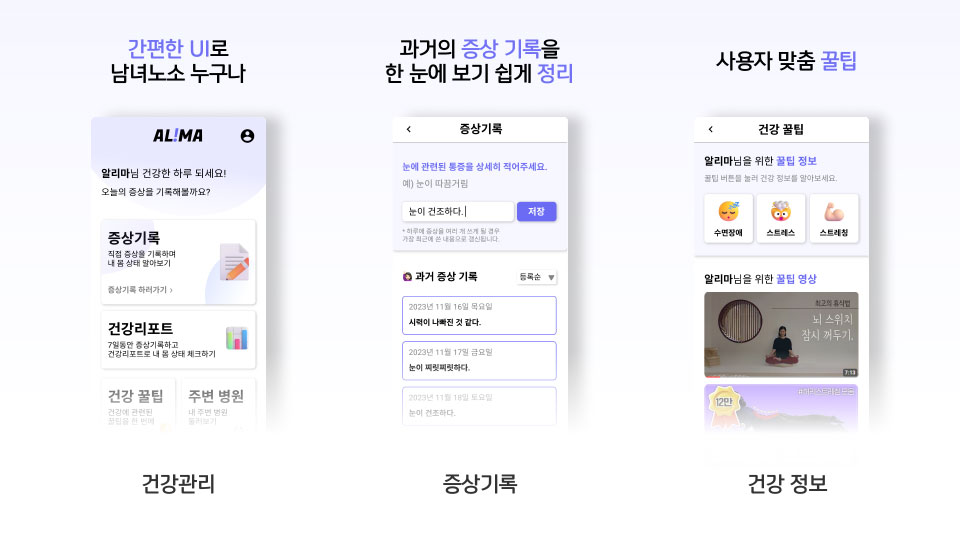 간편한 UI로
남녀노소 누구나
AL!MA
알리마님 건강한 하루 되세요!
오늘의 증상을 기록해볼까요?
증상기록
직접 증상을 기록하며
내 몸 상태 알아보기
증상기록 하러가기 >
건강리포트
7일동안 증상기록하고
건강리포트로 내 몸 상태 체크하기
건강 꿀팁
건강에 관련된
꿀팁을 한 번에
주변 병원
내 주변 병원
둘러보기
건강관리
과거의 증상 기록을
한 눈에 보기 쉽게 정리
증상기록
눈에 관련된 통증을 상세히 적어주세요.
예) 눈이 따끔거림
눈이 건조하다.
저장
* 하루에 증상을 여러 개 쓰게 될 경우
가장 최근에 쓴 내용으로 갱신됩니다.
과거 증상 기록
등록순 ▼
2023년 11월 16일 목요일
시력이 나빠진 것 같다.
2023년 11월 17일 금요일
눈이 찌릿찌릿하다.
2023년 11월 18일 토요일
눈이 건조하다.
증상기록
사용자 맞춤 꿀팁
건강 꿀팁
알리마님을 위한 꿀팁 정보
꿀팁 버튼을 눌러 건강 정보를 알아보세요.
수면장애
스트레스
스트레칭
알리마님을 위한 꿀팁 영상
최고의 휴식법
뇌 스위치
잠시 꺼두기.
7:13
12만
건강 정보